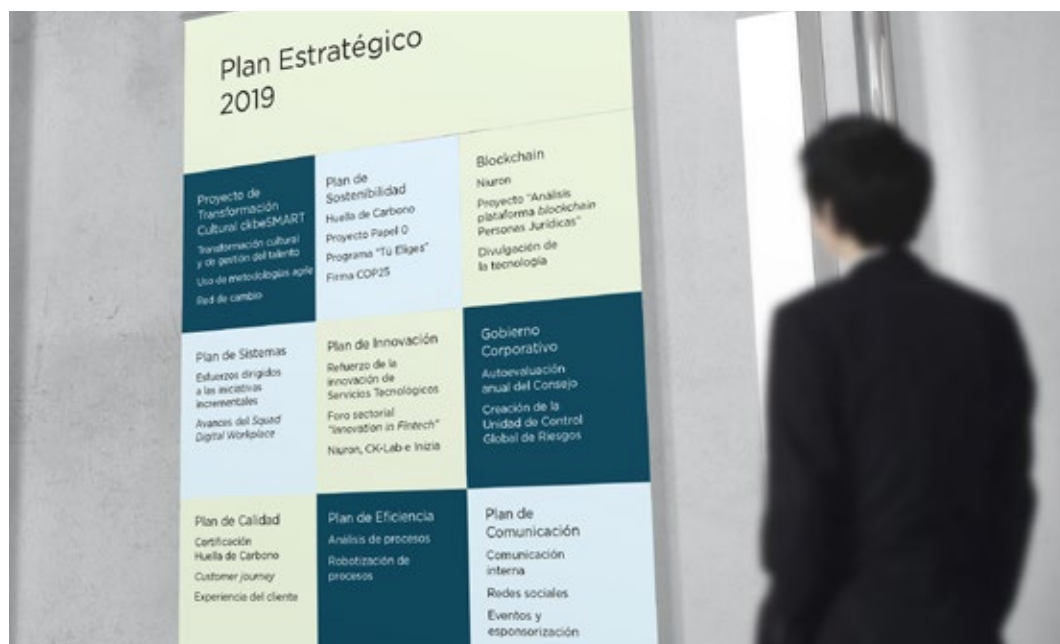 Plan Estratégico
2019
Proyecto de
Transformación
Cultural ckbeSMART
Transformación cultural
y de gestión del talento
Uso de metodologías agile
Red de cambio
Plan de
Sostenibilidad
Huella de Carbono
Proyecto Papel 0
Programa "Tú Eliges"
Firma COP25
Blockchain
Niuron
Proyecto "Análisis
plataforma blockchain
Personas Jurídicas"
Divulgación de
la tecnología
Plan de Sistemas
Esfuerzos dirigidos
a las iniciativas
incrementales
Avances del Squad
Digital Workplace
Plan de Innovación
Refuerzo de la
innovación de
Servicios Tecnológicos
Foro sectorial
"Innovation in Fintech"
Niuron, CK-Lab e Inizia
Gobierno
Corporativo
Autoevaluación
anual del Consejo
Creación de la
Unidad de Control
Global de Riesgos
Plan de Calidad
Certificación
Huella de Carbono
Customer journey
Experiencia del cliente
Plan de Eficiencia
Análisis de procesos
Robotización de
procesos
Plan de
Comunicación
Comunicación
interna
Redes sociales
Eventos y
esponsorización